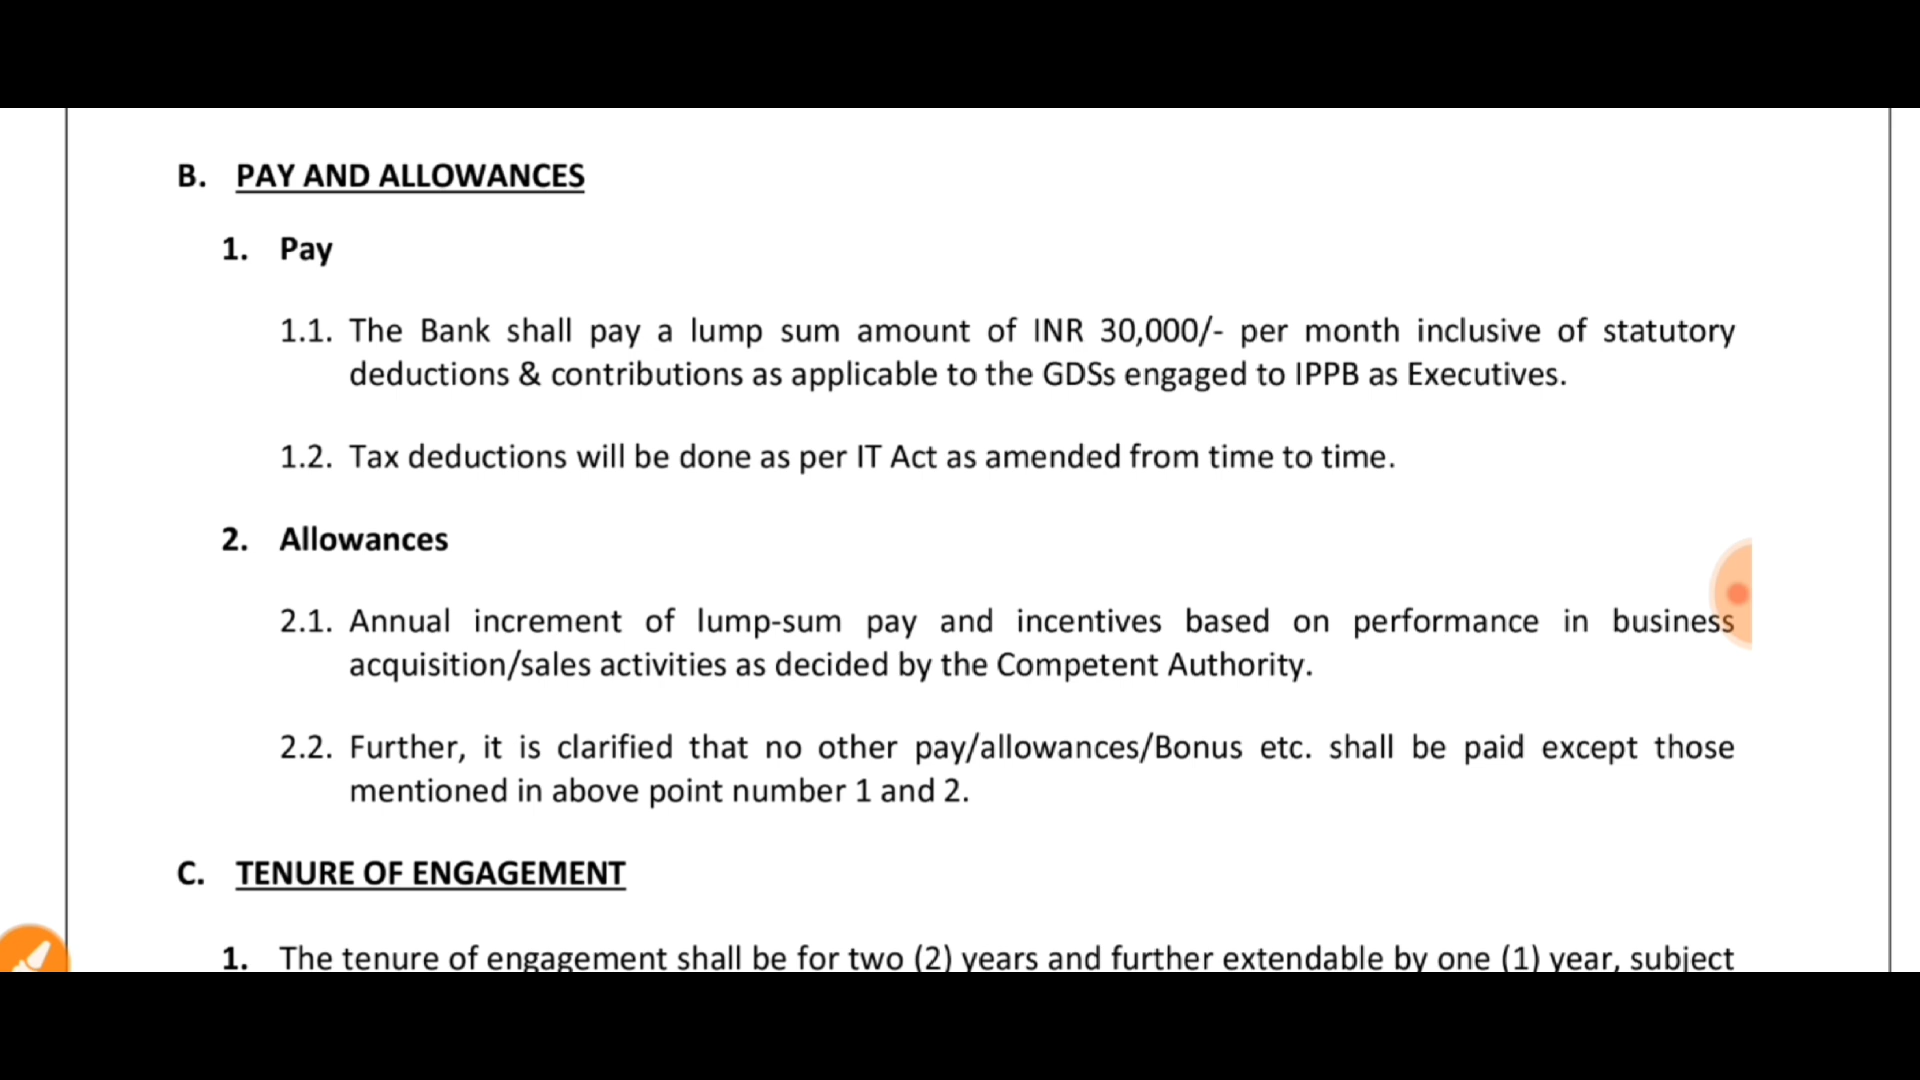 B. PAY AND ALLOWANCES
1. Pay
1.1. The Bank shall pay a lump sum amount of INR 30,000/- per month inclusive of statutory
deductions & contributions as applicable to the GDSs engaged to IPPB as Executives.
1.2. Tax deductions will be done as per IT Act as amended from time to time.
2. Allowances
2.1. Annual increment of lump-sum pay and incentives based on performance in business
acquisition/sales activities as decided by the Competent Authority.
2.2. Further, it is clarified that no other pay/allowances/Bonus etc. shall be paid except those
mentioned in above point number 1 and 2.
C. TENURE OF ENGAGEMENT
1. The tenure of engagement shall be for two (2) years and further extendable by one (1) year, subject